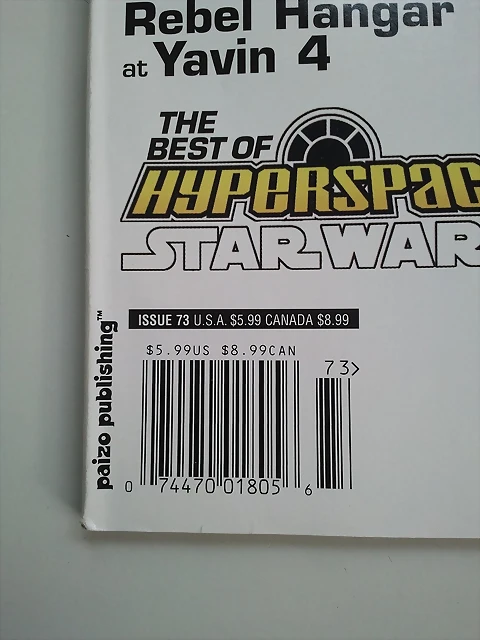 Rebel Hangar
at Yavin 4
THE
BEST OF
HYPERSPAC
STAR WAR
ISSUE 73 U.S.A. $5.99 CANADA $8.99
$5.99US $8.99CAN
73>
0 74470 01805 6
paizo publishing™